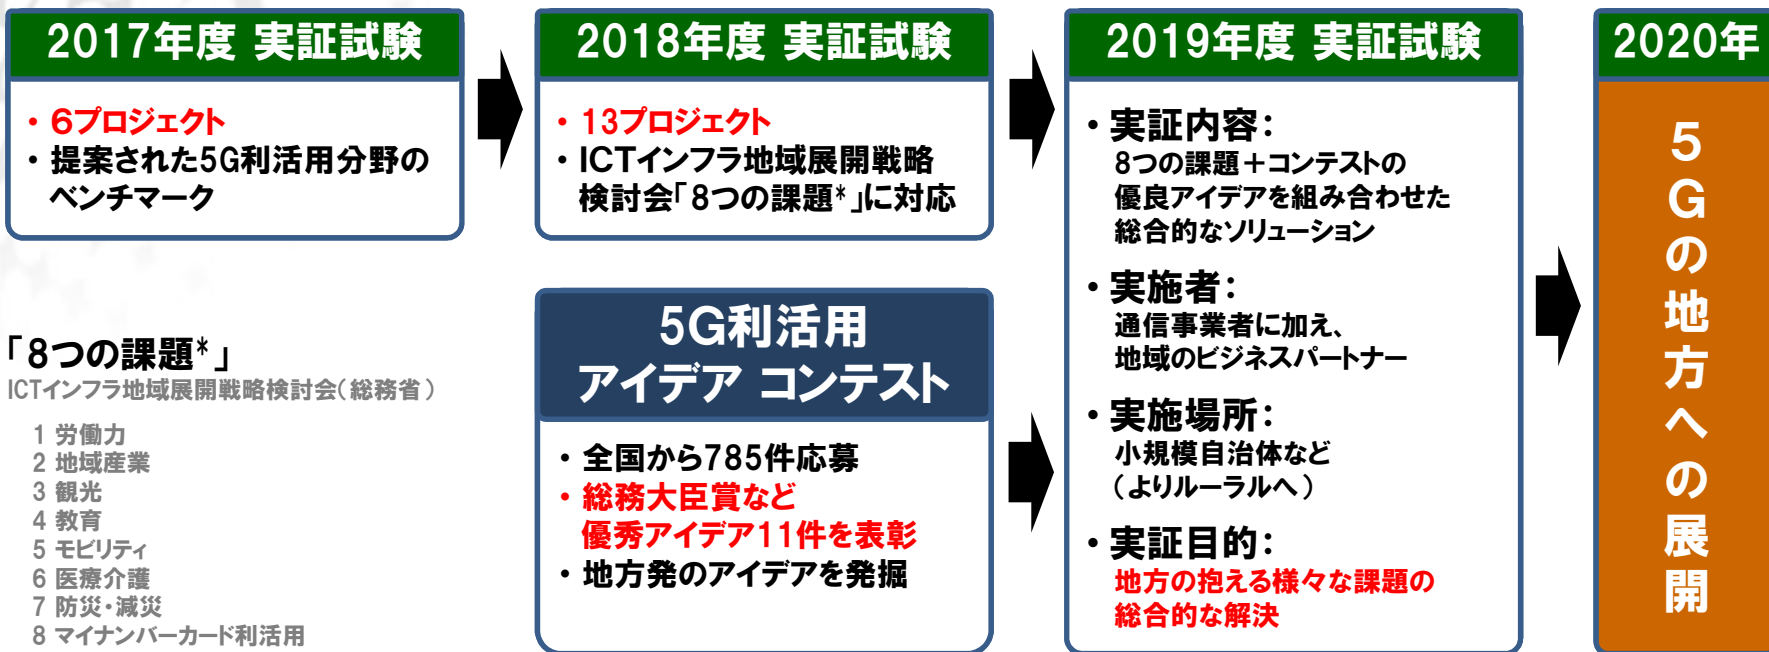 2017年度 実証試験
・6プロジェクト
・提案された5G利活用分野の
ベンチマーク
2018年度 実証試験
・13プロジェクト
・ICTインフラ地域展開戦略
検討会「8つの課題*」に対応
「8つの課題*」
ICTインフラ地域展開戦略検討会(総務省)
1 労働力
2 地域産業
3 観光
4 教育
5 モビリティ
6 医療介護
7 防災・減災
8 マイナンバーカード利活用
5G利活用
アイデア コンテスト
・全国から785件応募
・総務大臣賞など
優秀アイデア11件を表彰
・地方発のアイデアを発掘
2019年度 実証試験
・実証内容:
8つの課題+コンテストの
優良アイデアを組み合わせた
総合的なソリューション
・実施者:
通信事業者に加え、
地域のビジネスパートナー
・実施場所:
小規模自治体など
(よりルーラルへ)
・実証目的:
地方の抱える様々な課題の
総合的な解決
2020年
5Gの地方への展開